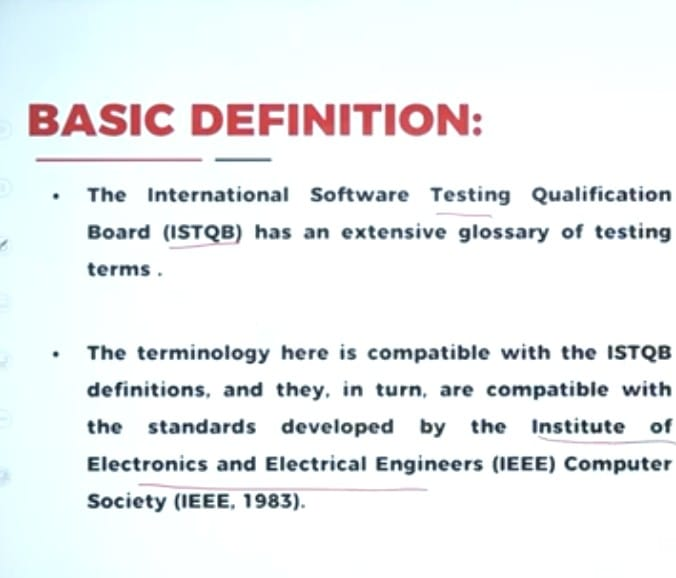 BASIC DEFINITION:
• The International Software Testing Qualification
Board (ISTQB) has an extensive glossary of testing
terms .
• The terminology here is compatible with the ISTQB
definitions, and they, in turn, are compatible with
the standards developed by the Institute of
Electronics and Electrical Engineers (IEEE) Computer
Society (IEEE, 1983).